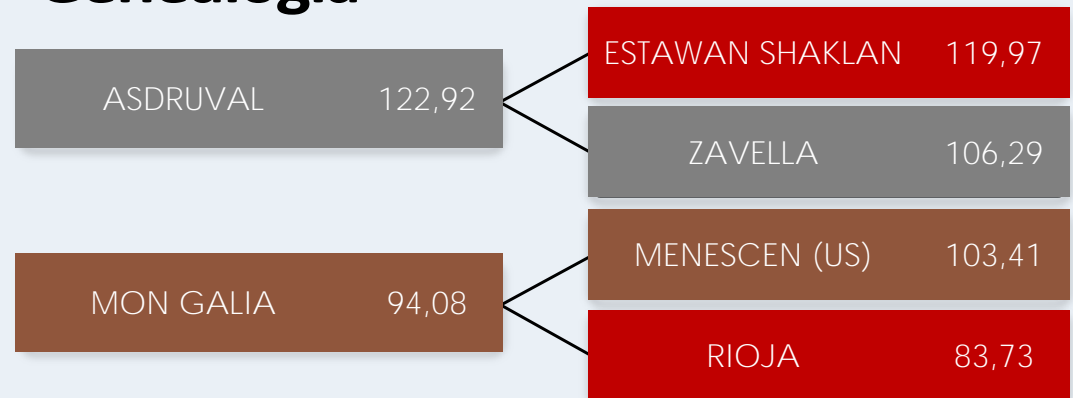 Genealogía
ASDRUVAL 122,92
ESTAWAN SHAKLAN 119,97
ZAVELLA 106,29
MON GALIA 94,08
MENESCEN (US) 103,41
RIOJA 83,73